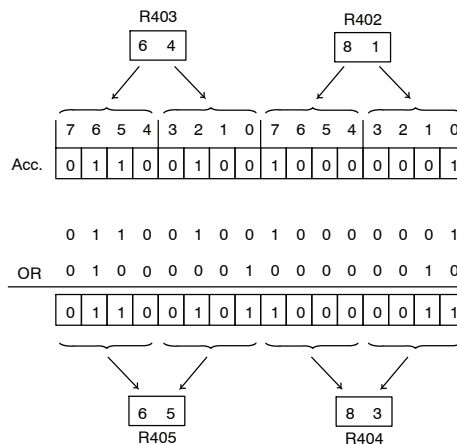 R403 R402
6 4 8 1
7 6 5 4 3 2 1 0 7 6 5 4 3 2 1 0
Acc. 0 1 1 0 0 1 0 0 1 0 0 0 0 0 0 1
0 1 1 0 0 1 0 0 1 0 0 0 0 0 0 1
OR 0 1 0 0 0 0 0 1 0 0 0 0 0 0 1 0
0 1 1 0 0 1 0 1 1 0 0 0 0 0 1 1
6 5 8 3
R405 R404